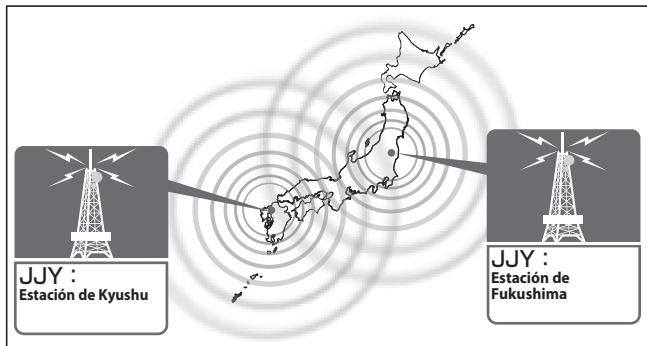 JJY :
Estación de Kyushu
JJY :
Estación de
Fukushima